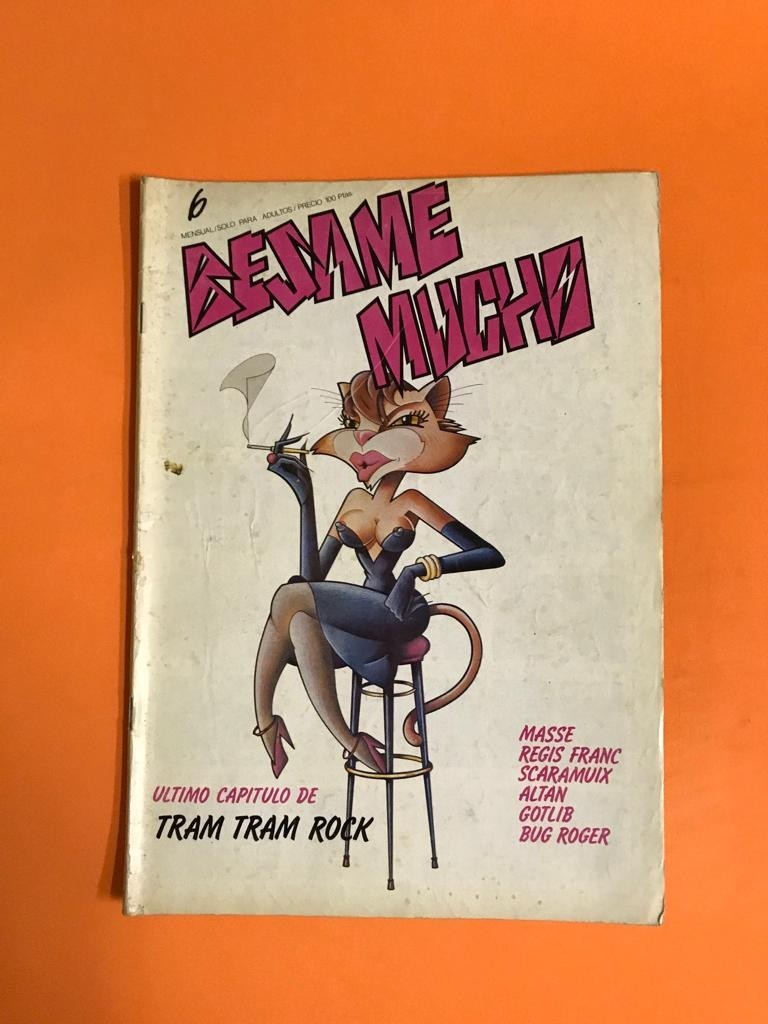 6
MENSUAL/SOLO PARA ADULTOS/PRECIO 100 Ptas.
BESAME
MUCHO
MASSE
REGIS FRANC
SCARAMUIX
ALTAN
GOTLIB
BUG ROGER
ULTIMO CAPITULO DE
TRAM TRAM ROCK